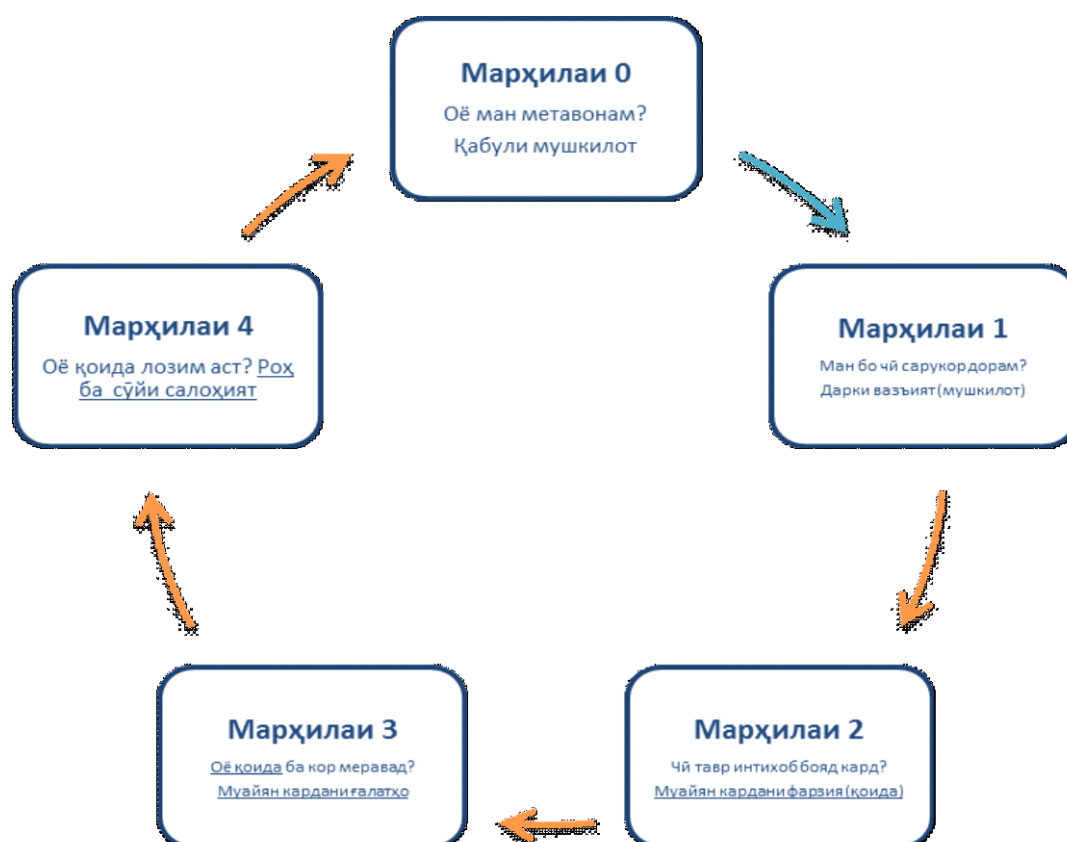 Марҳилаи 0
Оё ман метавонам?
Қабули мушкилот
Марҳилаи 1
Ман бо чӣ сарукор дорам?
Дарки вазъият (мушкилот)
Марҳилаи 2
Чӣ тавр интихоб бояд кард?
Муайян кардани фарзия (қоида)
Марҳилаи 3
Оё қоида ба кор меравад?
Муайян кардани ғалатҳо
Марҳилаи 4
Оё қоида лозим аст? Роҳ
ба сӯйи салоҳият